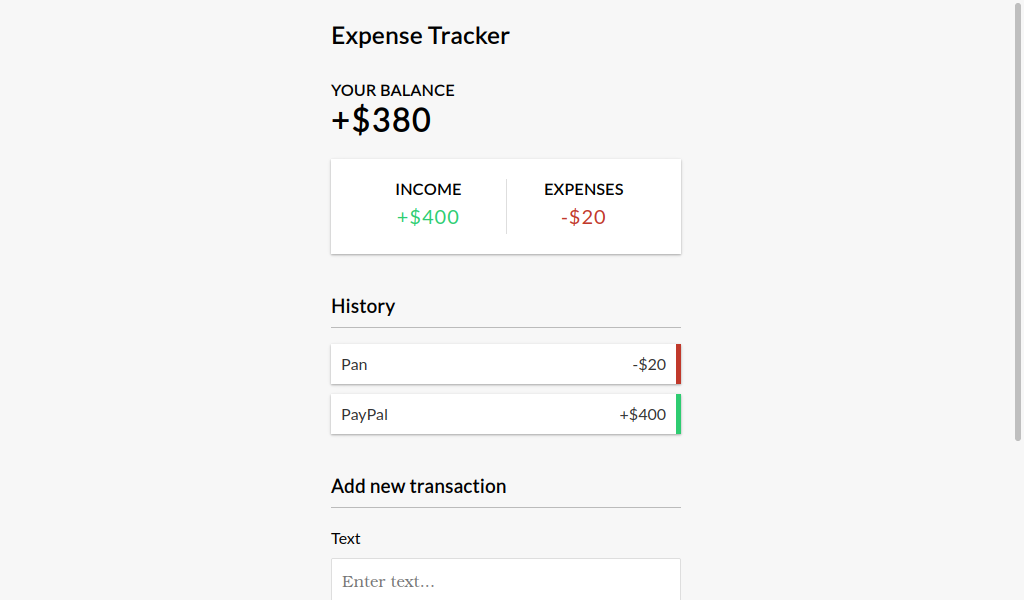 Expense Tracker
YOUR BALANCE
+$380
INCOME EXPENSES
+$400 -$20
History
Pan -$20
PayPal +$400
Add new transaction
Text
Enter text...